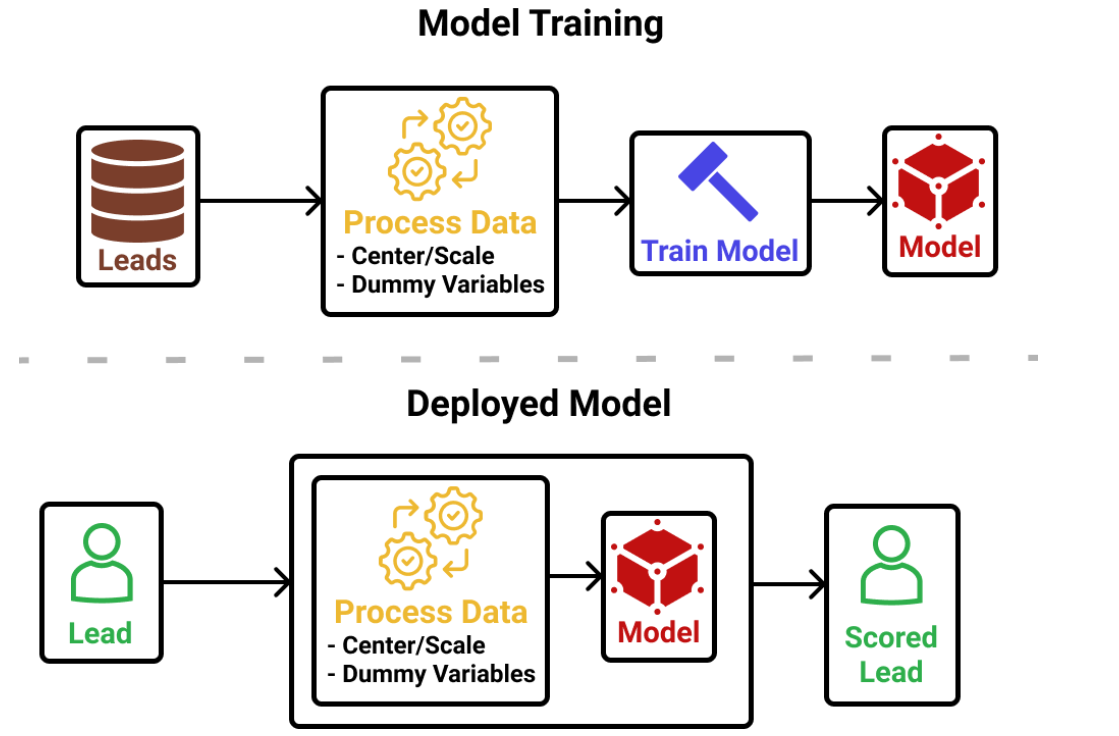 Model Training
Leads
Process Data
- Center/Scale
- Dummy Variables
Train Model
Model
Deployed Model
Lead
Process Data
- Center/Scale
- Dummy Variables
Model
Scored
Lead